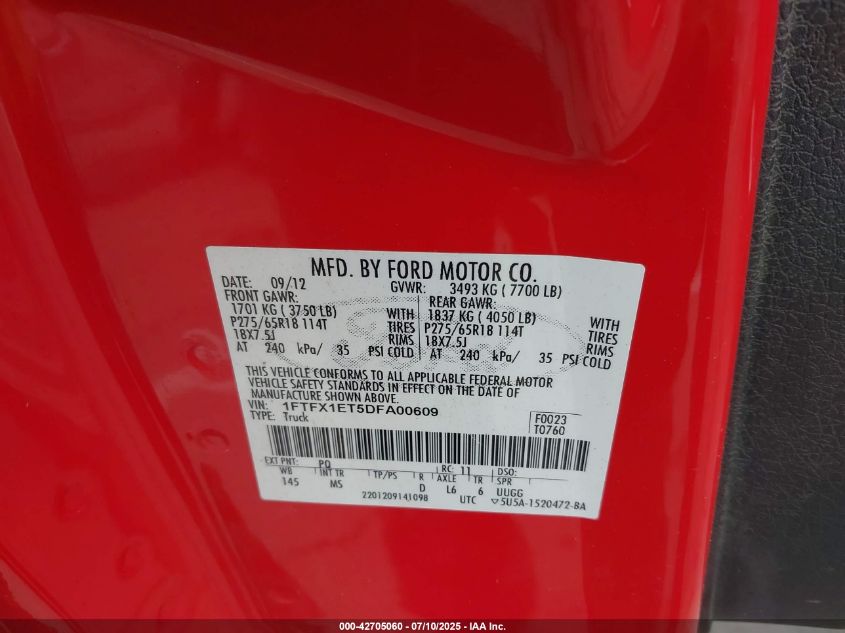 MFD. BY FORD MOTOR CO.
DATE: 09/12 GVWR: 3493 KG ( 7700 LB)
FRONT GAWR: REAR GAWR:
1701 KG ( 3750 LB) WITH 1837 KG ( 4050 LB) WITH
P275/65R18 114T TIRES P275/65R18 114T TIRES
18X7.5J RIMS 18X7.5J RIMS
AT 240 kPa/ 35 PSI COLD AT 240 kPa/ 35 PSI COLD
THIS VEHICLE CONFORMS TO ALL APPLICABLE FEDERAL MOTOR
VEHICLE SAFETY STANDARDS IN EFFECT ON THE DATE OF
MANUFACTURE SHOWN ABOVE.
VIN: 1FTFX1ET5DFA00609 F0023
TYPE: Truck T0760
EXT PNT: PQ RC: 11 DSO:
WB INT TR TP/PS R AXLE TR SPR
145 MS D L6 6 UUGG
2201209141098 UTC ▽5U5A-1520472-BA
000-42705060 - 07/10/2025 - IAA Inc.